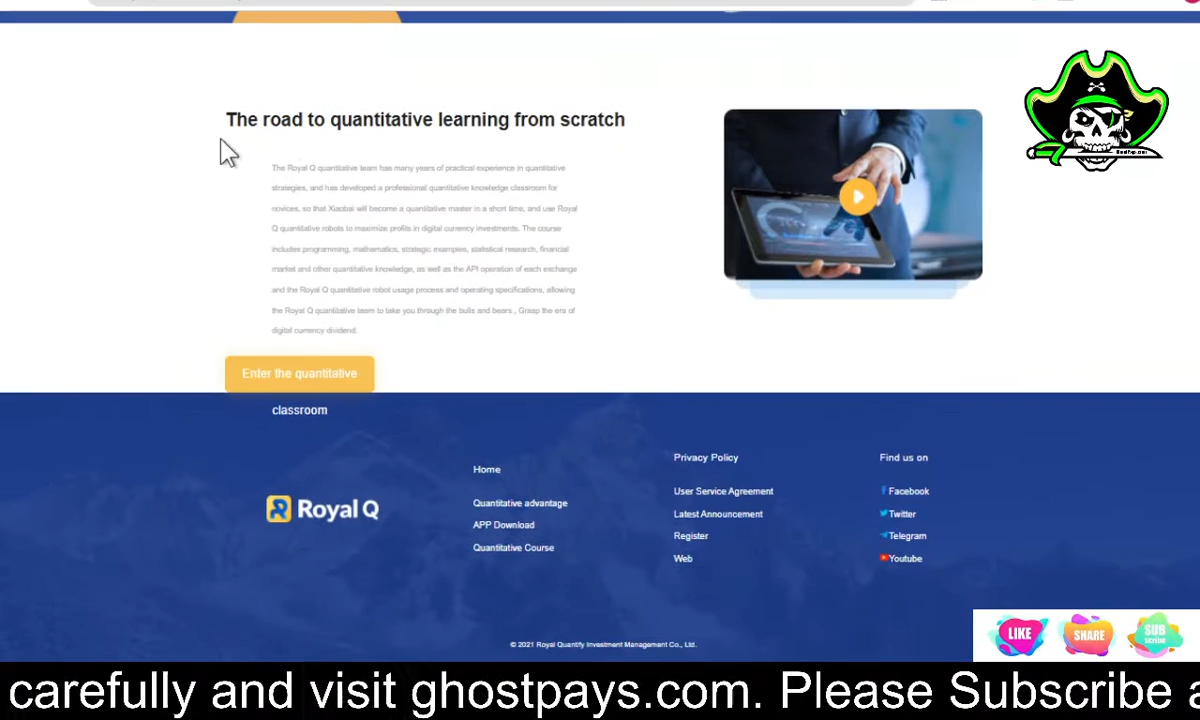 The road to quantitative learning from scratch
The Royal Q quantitative team has many years of practical experience in quantitative
strategies, and has developed a professional quantitative knowledge classroom for
novices, so that Xiaobai will become a quantitative master in a short time, and use Royal
Q quantitative robots to maximize profits in digital currency investments. The course
includes programming, mathematics, strategic examples, statistical research, financial
market and other quantitative knowledge, as well as the API operation of each exchange
and the Royal Q quantitative robot usage process and operating specifications, allowing
the Royal Q quantitative team to take you through the bulls and bears , Grasp the era of
digital currency dividend.
Enter the quantitative
classroom
Royal Q
Home
Quantitative advantage
APP Download
Quantitative Course
Privacy Policy
User Service Agreement
Latest Announcement
Register
Web
Find us on
Facebook
Twitter
Telegram
Youtube
© 2021 Royal Quantify Investment Management Co., Ltd.
LIKE
SHARE
SUB
scribe
carefully and visit ghostpays.com. Please Subscribe a